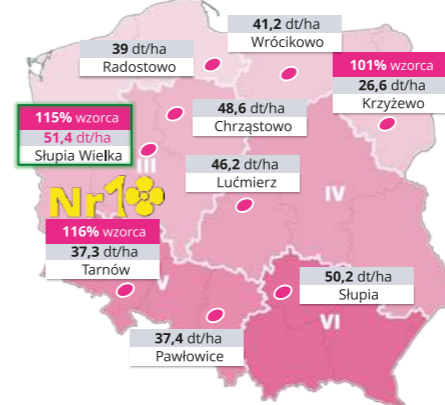 39 dt/ha
Radostowo
41,2 dt/ha
Wrócikowo
101% wzorca
26,6 dt/ha
Krzyżewo
115% wzorca
51,4 dt/ha
Słupia Wielka
48,6 dt/ha
Chrząstowo
III
46,2 dt/ha
Lućmierz
IV
Nr1
116% wzorca
37,3 dt/ha
Tarnów
V
50,2 dt/ha
Słupia
VI
37,4 dt/ha
Pawłowice